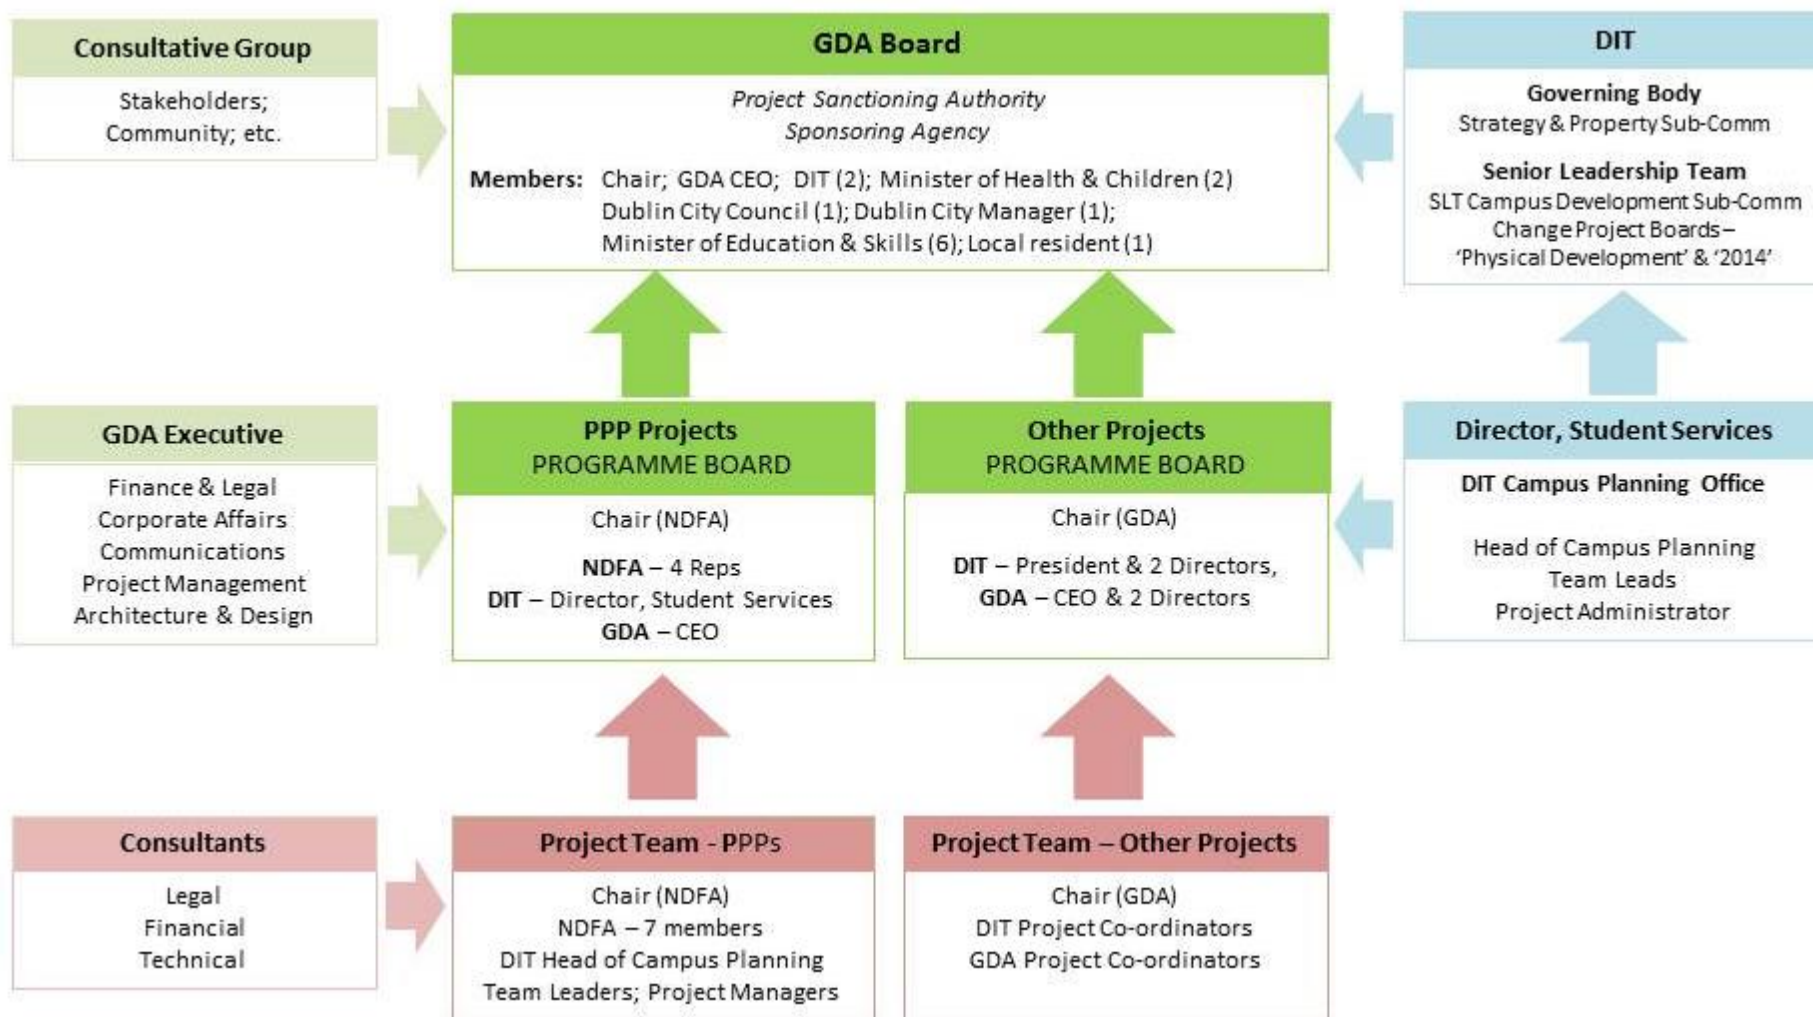 Consultative Group
Stakeholders;
Community; etc.
GDA Board
Project Sanctioning Authority
Sponsoring Agency
Members: Chair; GDA CEO; DIT (2); Minister of Health & Children (2)
Dublin City Council (1); Dublin City Manager (1);
Minister of Education & Skills (6); Local resident (1)
DIT
Governing Body
Strategy & Property Sub-Comm
Senior Leadership Team
SLT Campus Development Sub-Comm
Change Project Boards –
‘Physical Development’ & ‘2014’
GDA Executive
Finance & Legal
Corporate Affairs
Communications
Project Management
Architecture & Design
PPP Projects
PROGRAMME BOARD
Chair (NDFA)
NDFA – 4 Reps
DIT – Director, Student Services
GDA – CEO
Other Projects
PROGRAMME BOARD
Chair (GDA)
DIT – President & 2 Directors,
GDA – CEO & 2 Directors
Director, Student Services
DIT Campus Planning Office
Head of Campus Planning
Team Leads
Project Administrator
Consultants
Legal
Financial
Technical
Project Team - PPPs
Chair (NDFA)
NDFA – 7 members
DIT Head of Campus Planning
Team Leaders; Project Managers
Project Team – Other Projects
Chair (GDA)
DIT Project Co-ordinators
GDA Project Co-ordinators